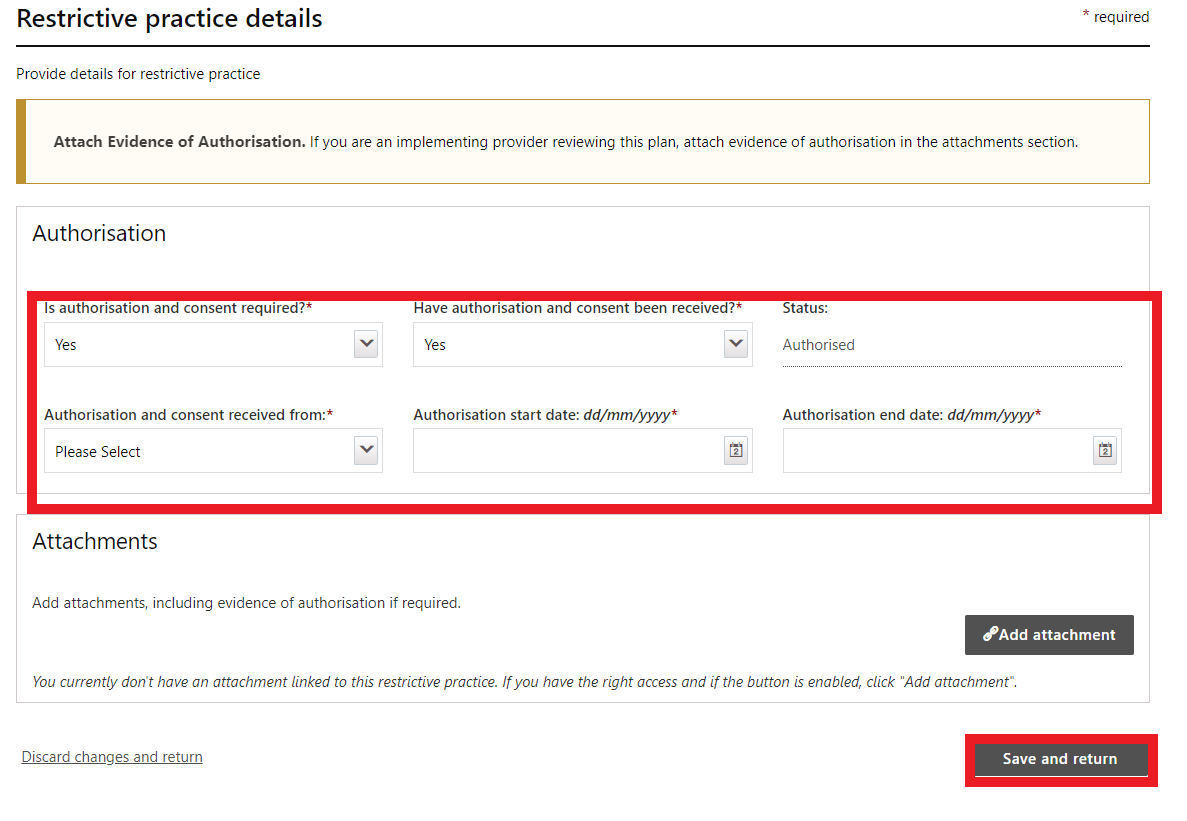 Restrictive practice details
* required
Provide details for restrictive practice
Attach Evidence of Authorisation. If you are an implementing provider reviewing this plan, attach evidence of authorisation in the attachments section.
Authorisation
Is authorisation and consent required?* Have authorisation and consent been received?* Status:
Yes Yes Authorised
Authorisation and consent received from:* Authorisation start date: dd/mm/yyyy* Authorisation end date: dd/mm/yyyy*
Please Select 2 2
Attachments
Add attachments, including evidence of authorisation if required.
Add attachment
You currently don't have an attachment linked to this restrictive practice. If you have the right access and if the button is enabled, click "Add attachment".
Discard changes and return
Save and return